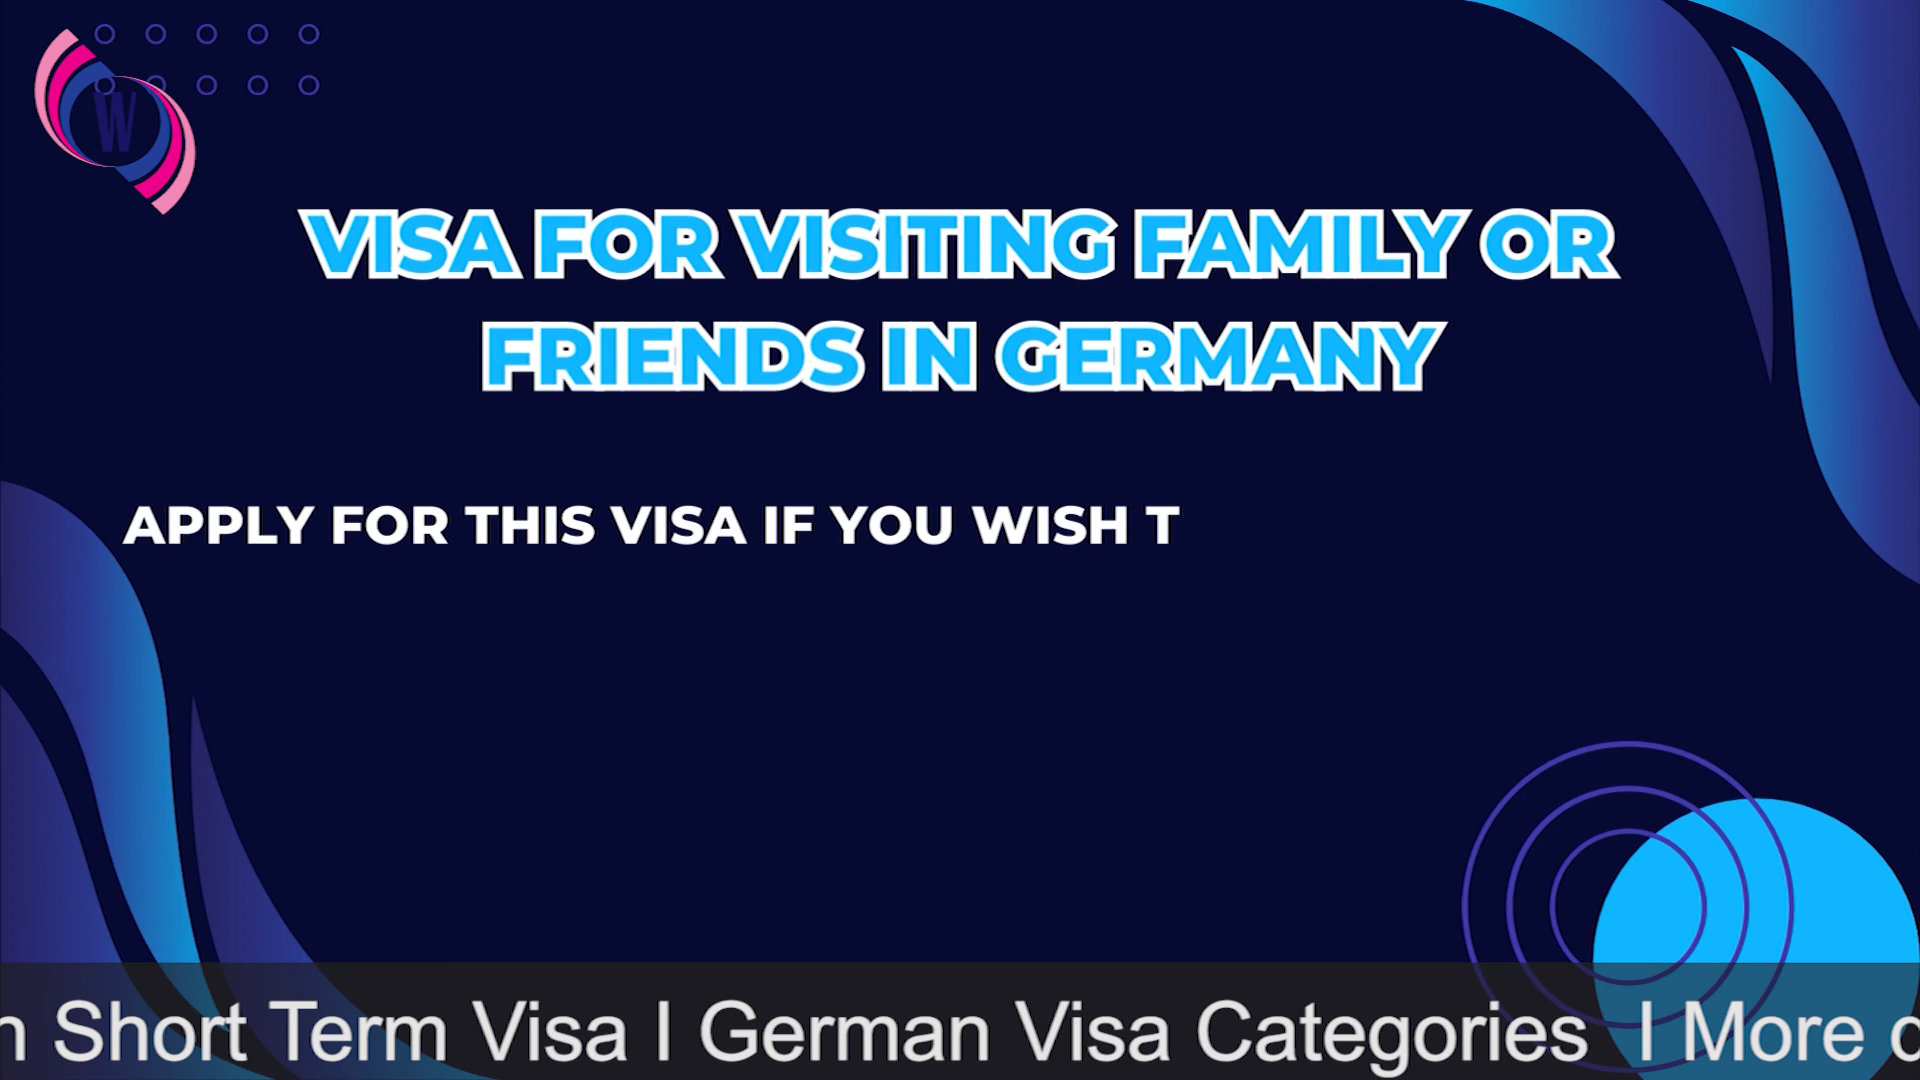 W
VISA FOR VISITING FAMILY OR
FRIENDS IN GERMANY
APPLY FOR THIS VISA IF YOU WISH T
n Short Term Visa I German Visa Categories I More